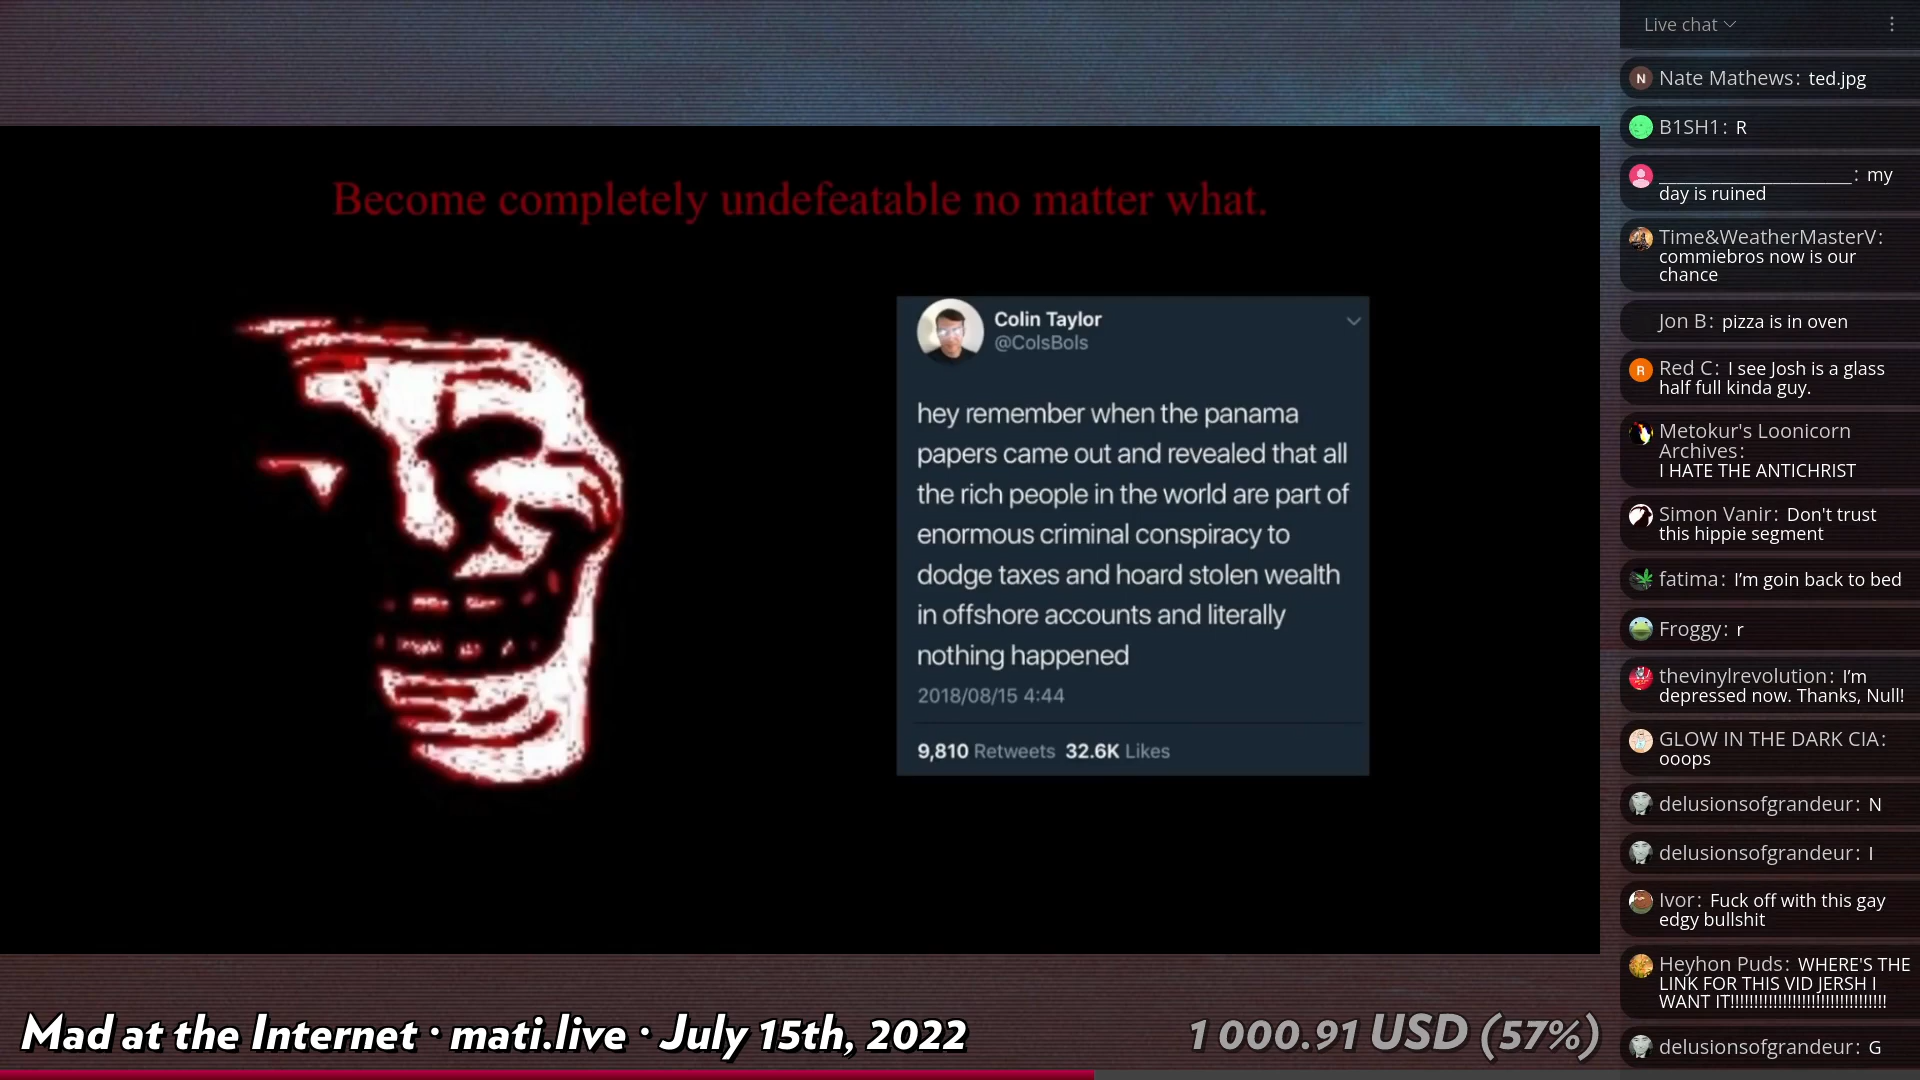 Become completely undefeatable no matter what.
Colin Taylor
@ColsBols
hey remember when the panama
papers came out and revealed that all
the rich people in the world are part of
enormous criminal conspiracy to
dodge taxes and hoard stolen wealth
in offshore accounts and literally
nothing happened
2018/08/15 4:44
9,810 Retweets 32.6K Likes
Mad at the Internet · mati.live · July 15th, 2022
1 000.91 USD (57%)
Live chat
N
Nate Mathews: ted.jpg
B1SH1: R
______________________: my
day is ruined
Time&WeatherMasterV:
commiebros now is our
chance
Jon B: pizza is in oven
R
Red C: I see Josh is a glass
half full kinda guy.
Metokur's Loonicorn
Archives:
I HATE THE ANTICHRIST
Simon Vanir: Don't trust
this hippie segment
fatima: I'm goin back to bed
Froggy: r
thevinylrevolution: I'm
depressed now. Thanks, Null!
GLOW IN THE DARK CIA:
ooops
delusionsofgrandeur: N
delusionsofgrandeur: I
Ivor: Fuck off with this gay
edgy bullshit
Heyhon Puds: WHERE'S THE
LINK FOR THIS VID JERSH I
WANT IT!!!!!!!!!!!!!!!!!!!!!!!!!!!!!!!!
delusionsofgrandeur: G